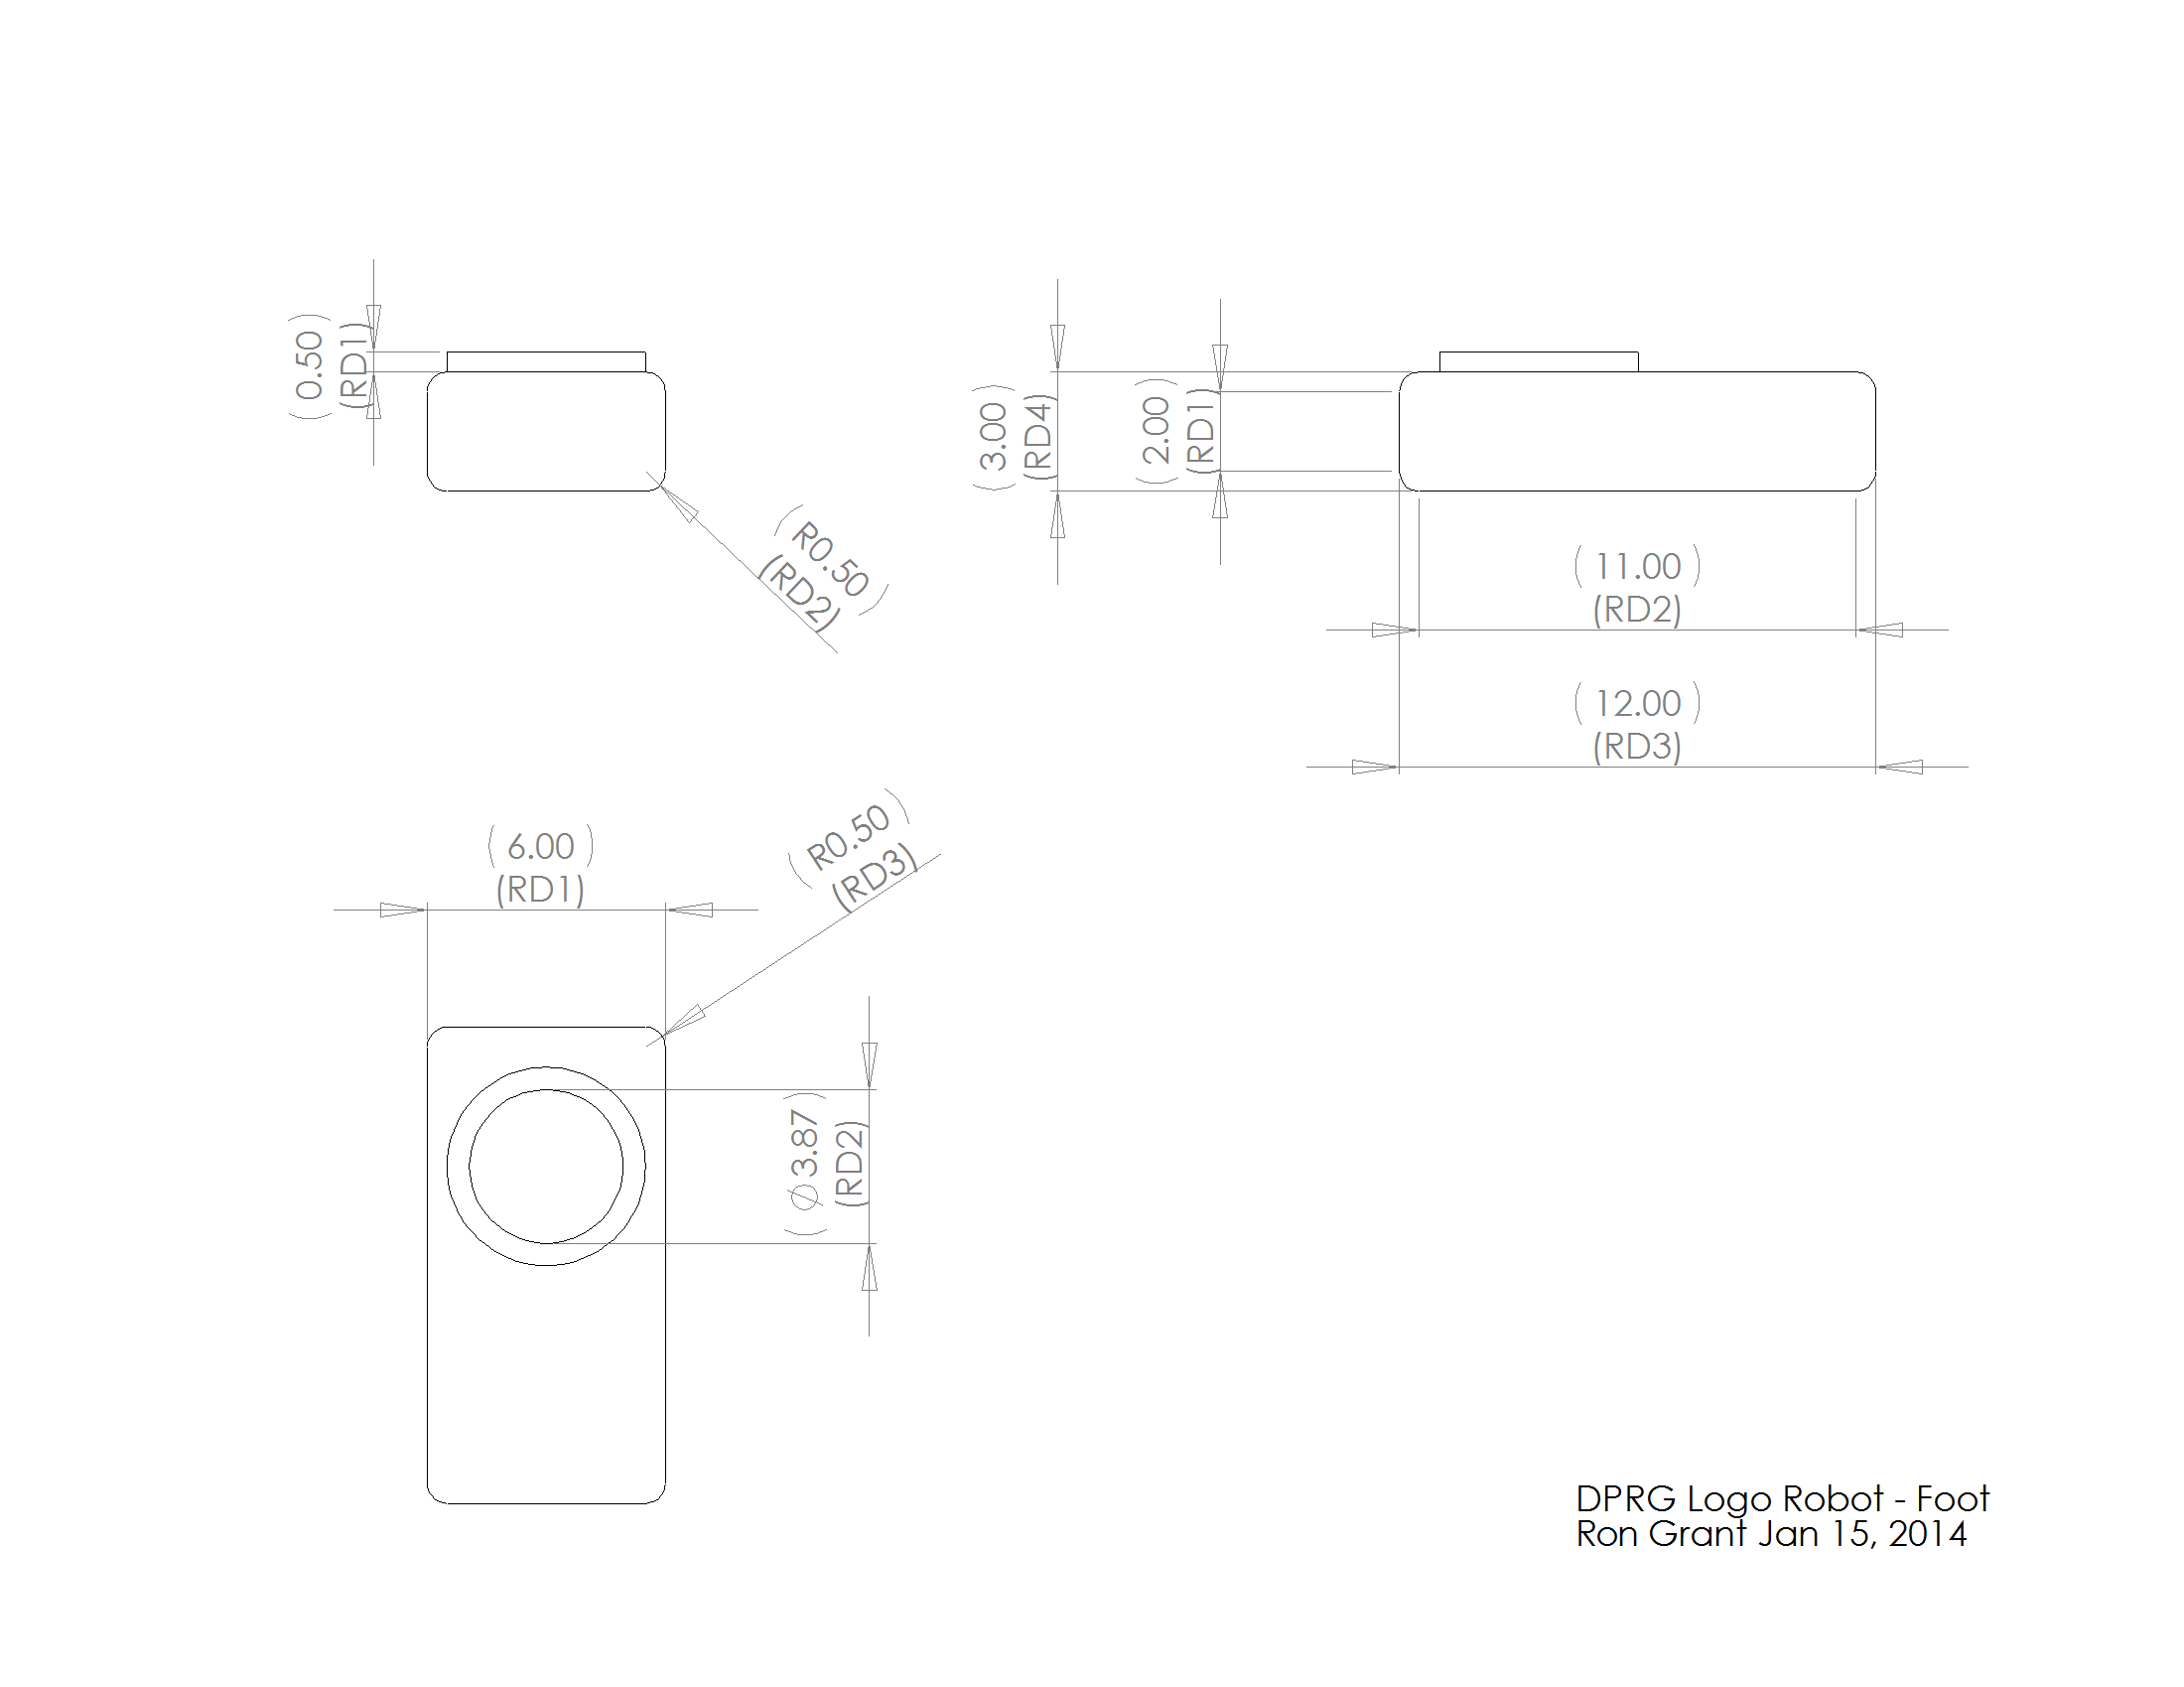 (0.50)
(RD1)
(R0.50)
(RD2)
(3.00)
(RD4)
(2.00)
(RD1)
(11.00)
(RD2)
(12.00)
(RD3)
(6.00)
(RD1)
(R0.50)
(RD3)
(⌀3.87)
(RD2)
DPRG Logo Robot - Foot
Ron Grant Jan 15, 2014